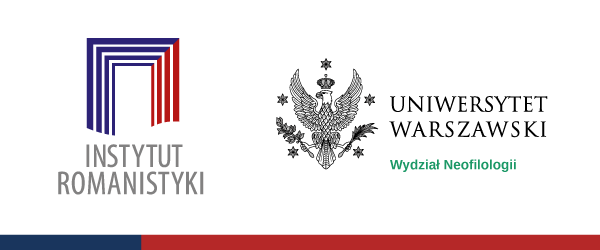 INSTYTUT
ROMANISTYKI
UNIWERSYTET
WARSZAWSKI
Wydział Neofilologii